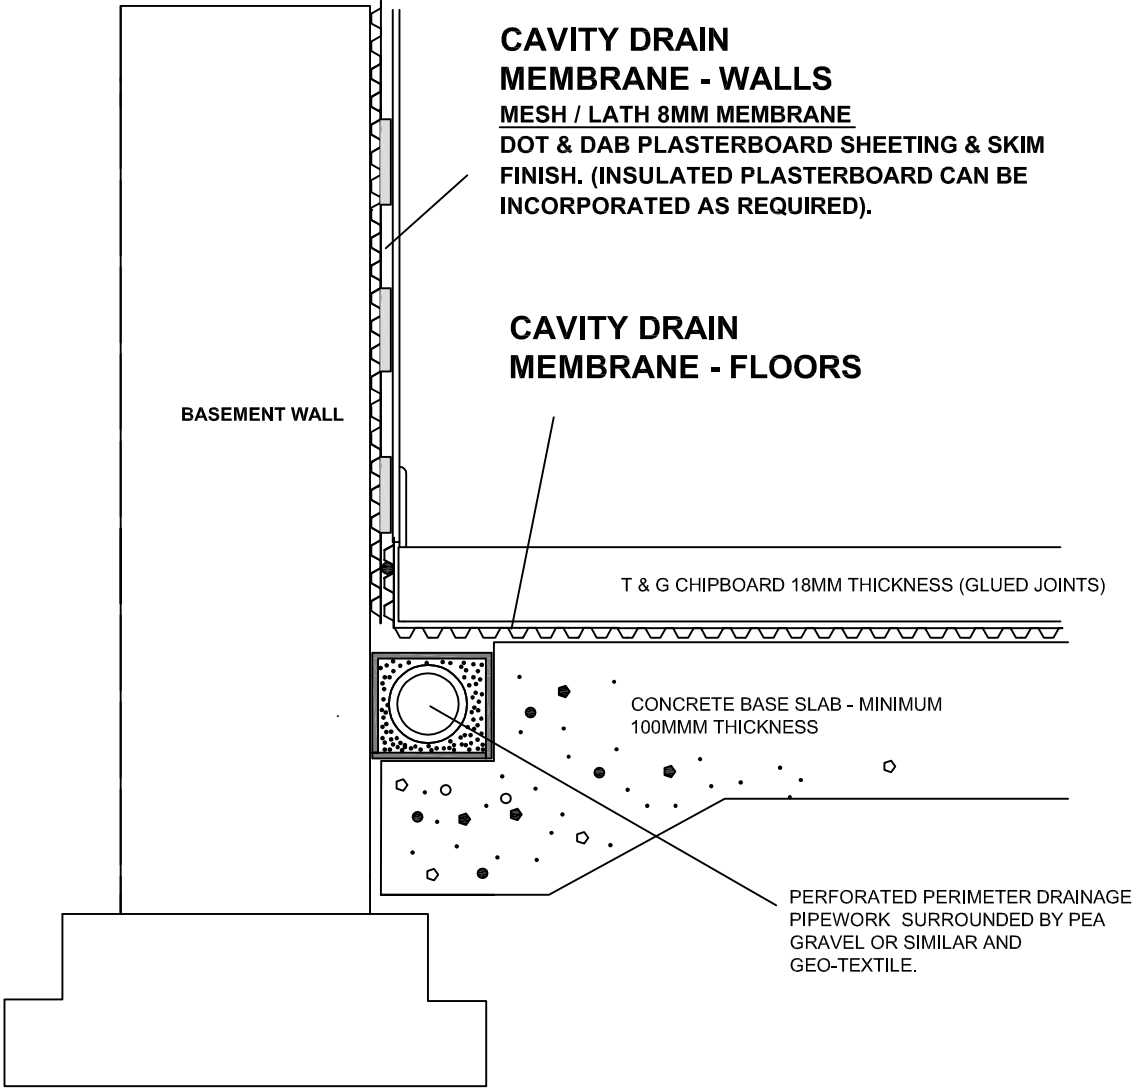 CAVITY DRAIN
MEMBRANE - WALLS
MESH / LATH 8MM MEMBRANE
DOT & DAB PLASTERBOARD SHEETING & SKIM
FINISH. (INSULATED PLASTERBOARD CAN BE
INCORPORATED AS REQUIRED).
CAVITY DRAIN
MEMBRANE - FLOORS
BASEMENT WALL
T & G CHIPBOARD 18MM THICKNESS (GLUED JOINTS)
CONCRETE BASE SLAB - MINIMUM
100MMM THICKNESS
PERFORATED PERIMETER DRAINAGE
PIPEWORK SURROUNDED BY PEA
GRAVEL OR SIMILAR AND
GEO-TEXTILE.